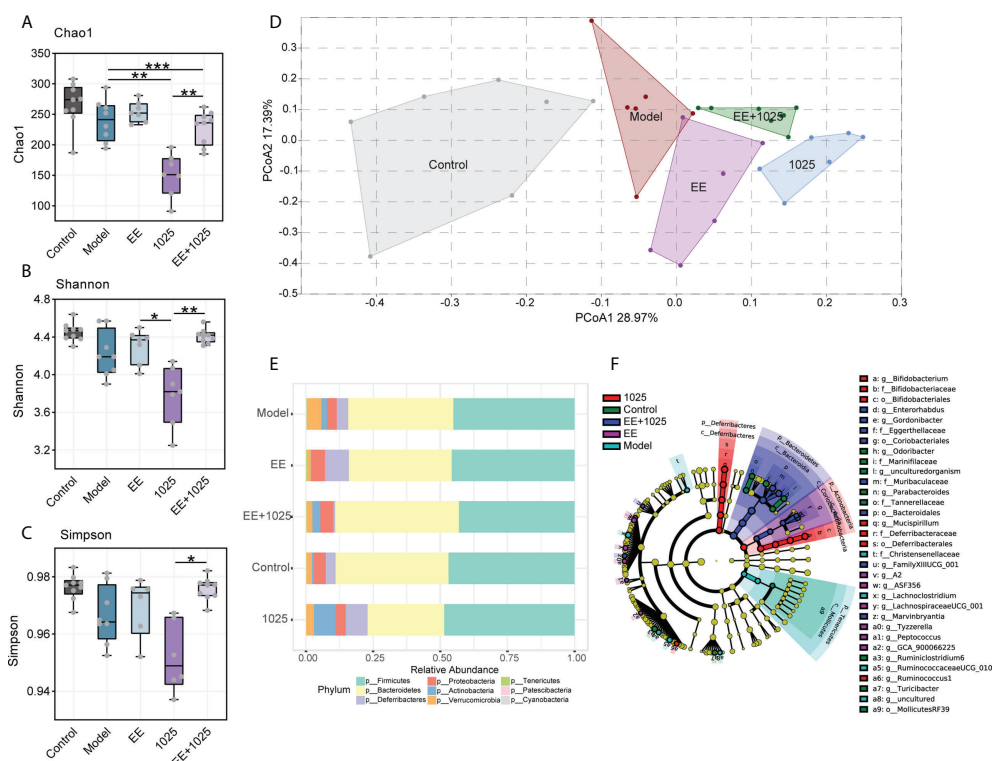 A
Chao1
***
**
**
350
300
250
200
150
100
Chao1
Control
Model
EE
1025
EE+1025
B
Shannon
*
**
4.8
4.4
4.0
3.6
3.2
Shannon
Control
Model
EE
1025
EE+1025
C
Simpson
*
0.98
0.96
0.94
Simpson
Control
Model
EE
1025
EE+1025
D
0.4
0.3
0.2
0.1
0.0
-0.1
-0.2
-0.3
-0.4
-0.5
PCoA2 17.39%
Control
Model
EE+1025
EE
1025
-0.4
-0.3
-0.2
-0.1
0.0
0.1
0.2
0.3
PCoA1 28.97%
E
Model
EE
EE+1025
Control
1025
0.00
0.25
0.50
0.75
1.00
Relative Abundance
Phylum
p__Firmicutes
p__Proteobacteria
p__Tenericutes
p__Bacteroidetes
p__Actinobacteria
p__Patescibacteria
p__Deferribacteres
p__Verrucomicrobia
p__Cyanobacteria
F
1025
Control
EE+1025
EE
Model
p__Deferribacteres
c__Deferribacteres
p__Bacteroidetes
c__Bacteroidia
p__Actinobacteria
p__Tenericutes
c__Mollicutes
a9
a: g__Bifidobacterium
b: f__Bifidobacteriaceae
c: o__Bifidobacteriales
d: g__Enterorhabdus
e: g__Gordonibacter
f: f__Eggerthellaceae
g: o__Coriobacteriales
h: g__Odoribacter
i: f__Marinifilaceae
l: g__unculturedorganism
m: f__Muribaculaceae
n: g__Parabacteroides
o: f__Tannerellaceae
p: o__Bacteroidales
q: g__Mucispirillum
r: f__Deferribacteraceae
s: o__Deferribacterales
t: f__Christensenellaceae
u: g__FamilyXIIIUCG_001
v: g__A2
w: g__ASF356
x: g__Lachnoclostridium
y: g__LachnospiraceaeUCG_001
z: g__Marvinbryantia
a0: g__Tyzzerella
a1: g__Peptococcus
a2: g__GCA_900066225
a3: g__Ruminiclostridium6
a5: g__RuminococcaceaeUCG_010
a6: g__Ruminococcus1
a7: g__Turicibacter
a8: g__uncultured
a9: o__MollicutesRF39